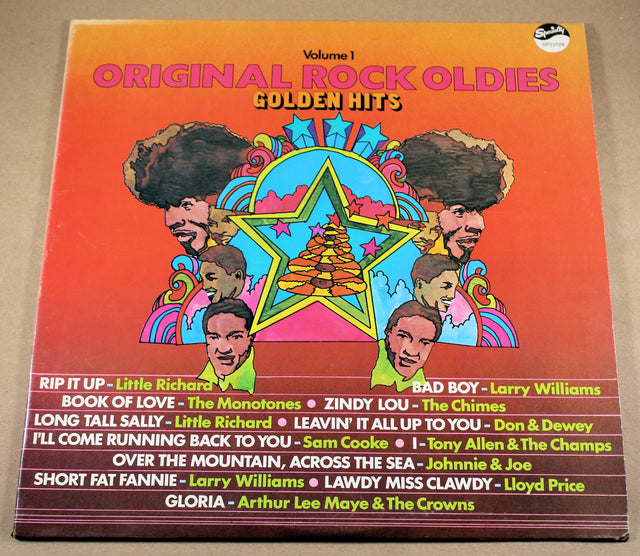 Specialty
SPS2129
Volume 1
ORIGINAL ROCK OLDIES
GOLDEN HITS
RIP IT UP - Little Richard BAD BOY - Larry Williams
BOOK OF LOVE - The Monotones • ZINDY LOU - The Chimes
LONG TALL SALLY - Little Richard • LEAVIN' IT ALL UP TO YOU - Don & Dewey
I'LL COME RUNNING BACK TO YOU - Sam Cooke • I - Tony Allen & The Champs
OVER THE MOUNTAIN, ACROSS THE SEA - Johnnie & Joe
SHORT FAT FANNIE - Larry Williams • LAWDY MISS CLAWDY - Lloyd Price
GLORIA - Arthur Lee Maye & The Crowns